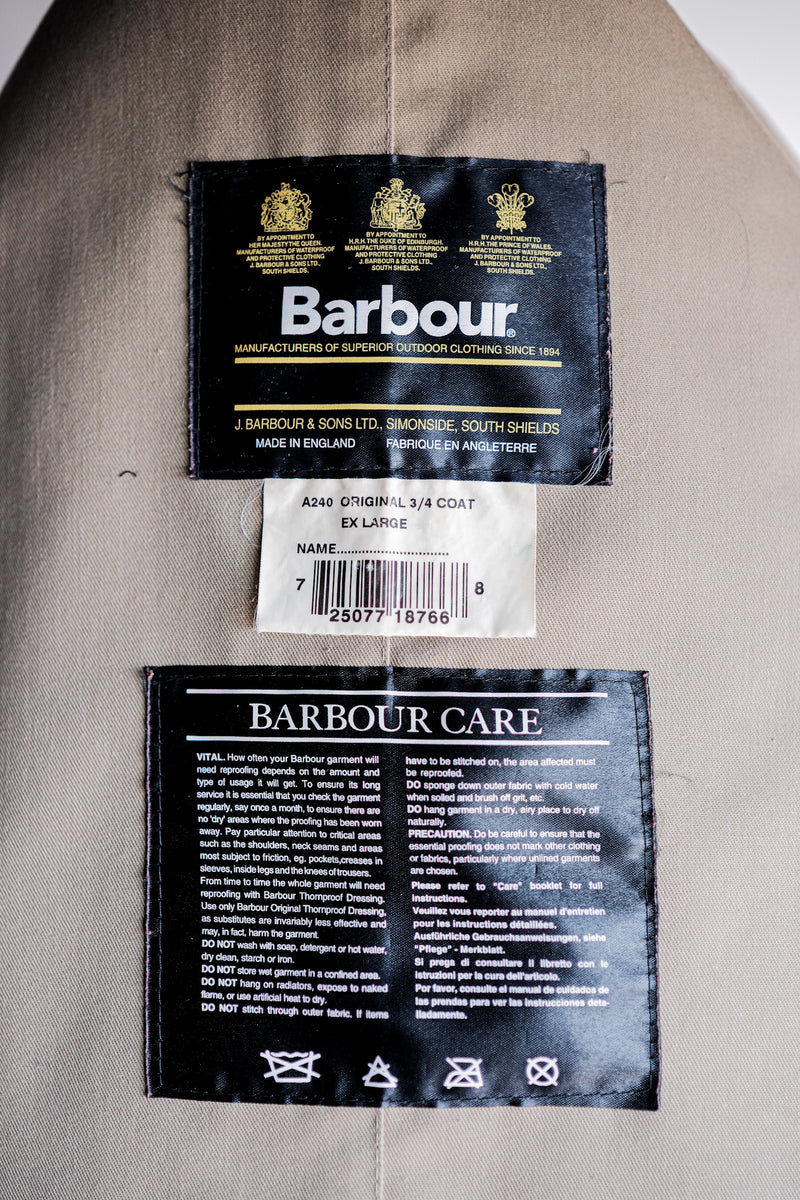 BY APPOINTMENT TO
HER MAJESTY THE QUEEN.
MANUFACTURERS OF WATERPROOF
AND PROTECTIVE CLOTHING
J. BARBOUR & SONS LTD.,
SOUTH SHIELDS.
BY APPOINTMENT TO
H.R.H. THE DUKE OF EDINBURGH.
MANUFACTURERS OF WATERPROOF
AND PROTECTIVE CLOTHING
J. BARBOUR & SONS LTD.,
SOUTH SHIELDS.
BY APPOINTMENT TO
H.R.H. THE PRINCE OF WALES.
MANUFACTURERS OF WATERPROOF
AND PROTECTIVE CLOTHING
J. BARBOUR & SONS LTD.,
SOUTH SHIELDS.
Barbour®
MANUFACTURERS OF SUPERIOR OUTDOOR CLOTHING SINCE 1894
J. BARBOUR & SONS LTD., SIMONSIDE, SOUTH SHIELDS
MADE IN ENGLAND FABRIQUE EN ANGLETERRE
A240 ORIGINAL 3/4 COAT
EX LARGE
NAME..............................
7 25077 18766 8
BARBOUR CARE
VITAL. How often your Barbour garment will
need reproofing depends on the amount and
type of usage it will get. To ensure its long
service it is essential that you check the garment
regularly, say once a month, to ensure there are
no 'dry' areas where the proofing has been worn
away. Pay particular attention to critical areas
such as the shoulders, neck seams and areas
most subject to friction, eg. pockets,creases in
sleeves, inside legs and the knees of trousers.
From time to time the whole garment will need
reproofing with Barbour Thornproof Dressing.
Use only Barbour Original Thornproof Dressing,
as substitutes are invariably less effective and
may, in fact, harm the garment.
DO NOT wash with soap, detergent or hot water,
dry clean, starch or iron.
DO NOT store wet garment in a confined area.
DO NOT hang on radiators, expose to naked
flame, or use artificial heat to dry.
DO NOT stitch through outer fabric. If items
have to be stitched on, the area affected must
be reproofed.
DO sponge down outer fabric with cold water
when soiled and brush off grit, etc.
DO hang garment in a dry, airy place to dry off
naturally.
PRECAUTION. Do be careful to ensure that the
essential proofing does not mark other clothing
or fabrics, particularly where unlined garments
are chosen.
Please refer to "Care" booklet for full
instructions.
Veuillez vous reporter au manuel d'entretien
pour les instructions détaillées.
Ausführliche Gebrauchsanweisungen, siehe
"Pflege" - Merkblatt.
Si prega di consultare il libretto con le
istruzioni per la cura dell'articolo.
Por favor, consulte el manual de cuidados de
las prendas para ver las instrucciones deta-
lladamente.